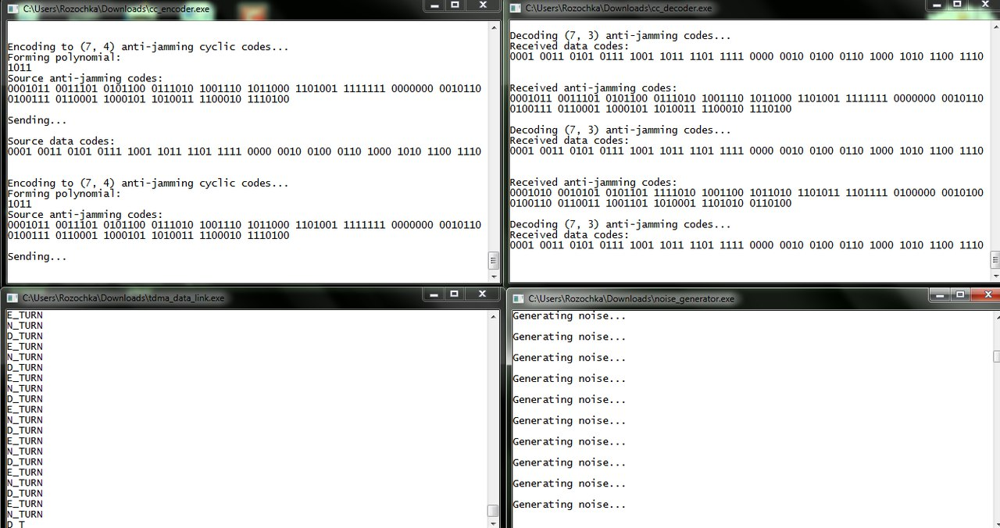 C:\Users\Rozochka\Downloads\cc_encoder.exe
Encoding to (7, 4) anti-jamming cyclic codes...
Forming polynomial:
1011
Source anti-jamming codes:
0001011 0011101 0101100 0111010 1001110 1011000 1101001 1111111 0000000 0010110
0100111 0110001 1000101 1010011 1100010 1110100
Sending...
Source data codes:
0001 0011 0101 0111 1001 1011 1101 1111 0000 0010 0100 0110 1000 1010 1100 1110
Encoding to (7, 4) anti-jamming cyclic codes...
Forming polynomial:
1011
Source anti-jamming codes:
0001011 0011101 0101100 0111010 1001110 1011000 1101001 1111111 0000000 0010110
0100111 0110001 1000101 1010011 1100010 1110100
Sending...
C:\Users\Rozochka\Downloads\cc_decoder.exe
Decoding (7, 3) anti-jamming codes...
Received data codes:
0001 0011 0101 0111 1001 1011 1101 1111 0000 0010 0100 0110 1000 1010 1100 1110
Received anti-jamming codes:
0001011 0011101 0101100 0111010 1001110 1011000 1101001 1111111 0000000 0010110
0100111 0110001 1000101 1010011 1100010 1110100
Decoding (7, 3) anti-jamming codes...
Received data codes:
0001 0011 0101 0111 1001 1011 1101 1111 0000 0010 0100 0110 1000 1010 1100 1110
Received anti-jamming codes:
0001010 0010101 0101101 1111010 1001100 1011010 1101011 1101111 0100000 0010100
0100110 0110011 1001101 1010001 1101010 0110100
Decoding (7, 3) anti-jamming codes...
Received data codes:
0001 0011 0101 0111 1001 1011 1101 1111 0000 0010 0100 0110 1000 1010 1100 1110
C:\Users\Rozochka\Downloads\tdma_data_link.exe
E_TURN
N_TURN
D_TURN
E_TURN
N_TURN
D_TURN
E_TURN
N_TURN
D_TURN
E_TURN
N_TURN
D_TURN
E_TURN
N_TURN
D_TURN
E_TURN
N_TURN
D_TURN
E_TURN
N_TURN
D_T
C:\Users\Rozochka\Downloads\noise_generator.exe
Generating noise...
Generating noise...
Generating noise...
Generating noise...
Generating noise...
Generating noise...
Generating noise...
Generating noise...
Generating noise...
Generating noise...